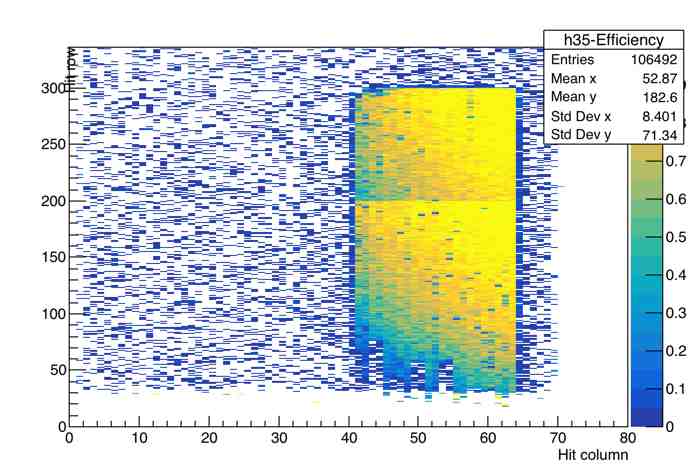 h35-Efficiency
Entries 106492
Mean x 52.87
Mean y 182.6
Std Dev x 8.401
Std Dev y 71.34
300
250
200
150
100
50
0
0 10 20 30 40 50 60 70 80
Hit column
0.7
0.6
0.5
0.4
0.3
0.2
0.1
0